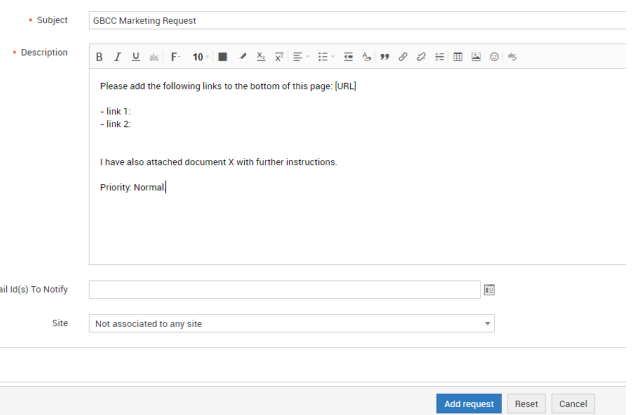 * Subject
GBCC Marketing Request
* Description
B I U F 10
Please add the following links to the bottom of this page: [URL]
- link 1:
- link 2:
I have also attached document X with further instructions.
Priority: Normal
ail Id(s) To Notify
Site
Not associated to any site
Add request Reset Cancel